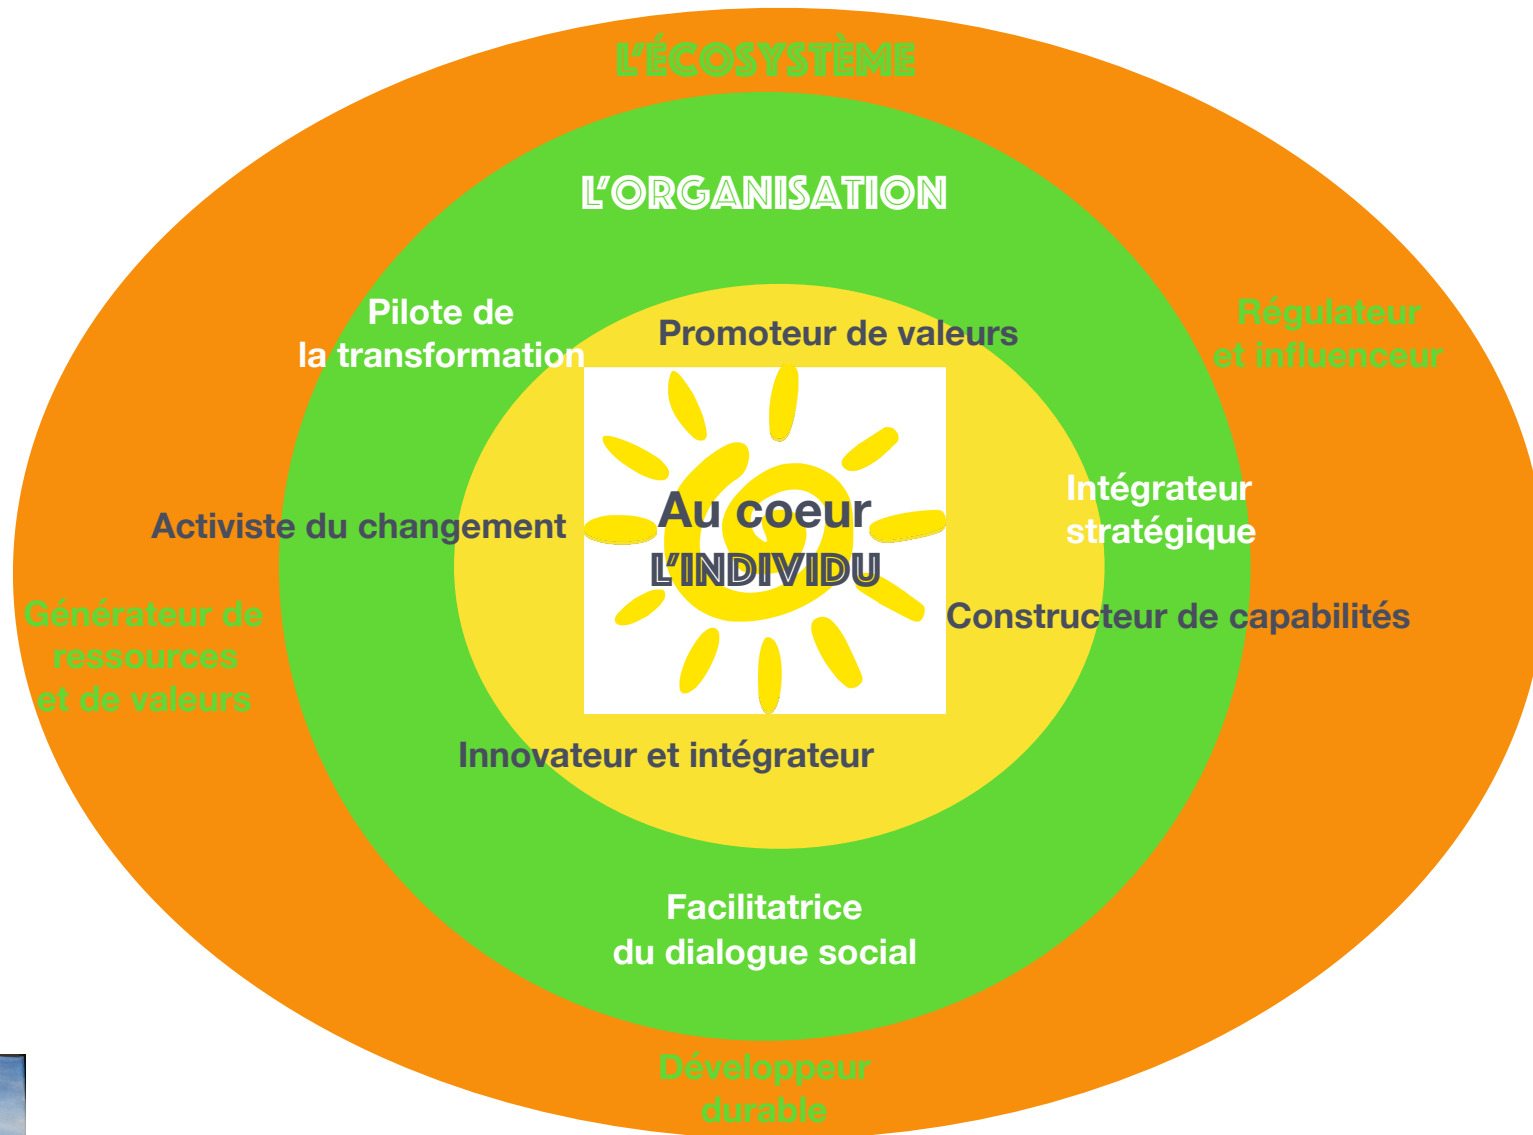 L'ÉCOSYSTÈME
L'ORGANISATION
Pilote de
la transformation
Promoteur de valeurs
Régulateur
et influenceur
Au coeur
L'INDIVIDU
Intégrateur
stratégique
Activiste du changement
Constructeur de capabilités
Générateur de
ressources
et de valeurs
Innovateur et intégrateur
Facilitatrice
du dialogue social
Développeur
durable